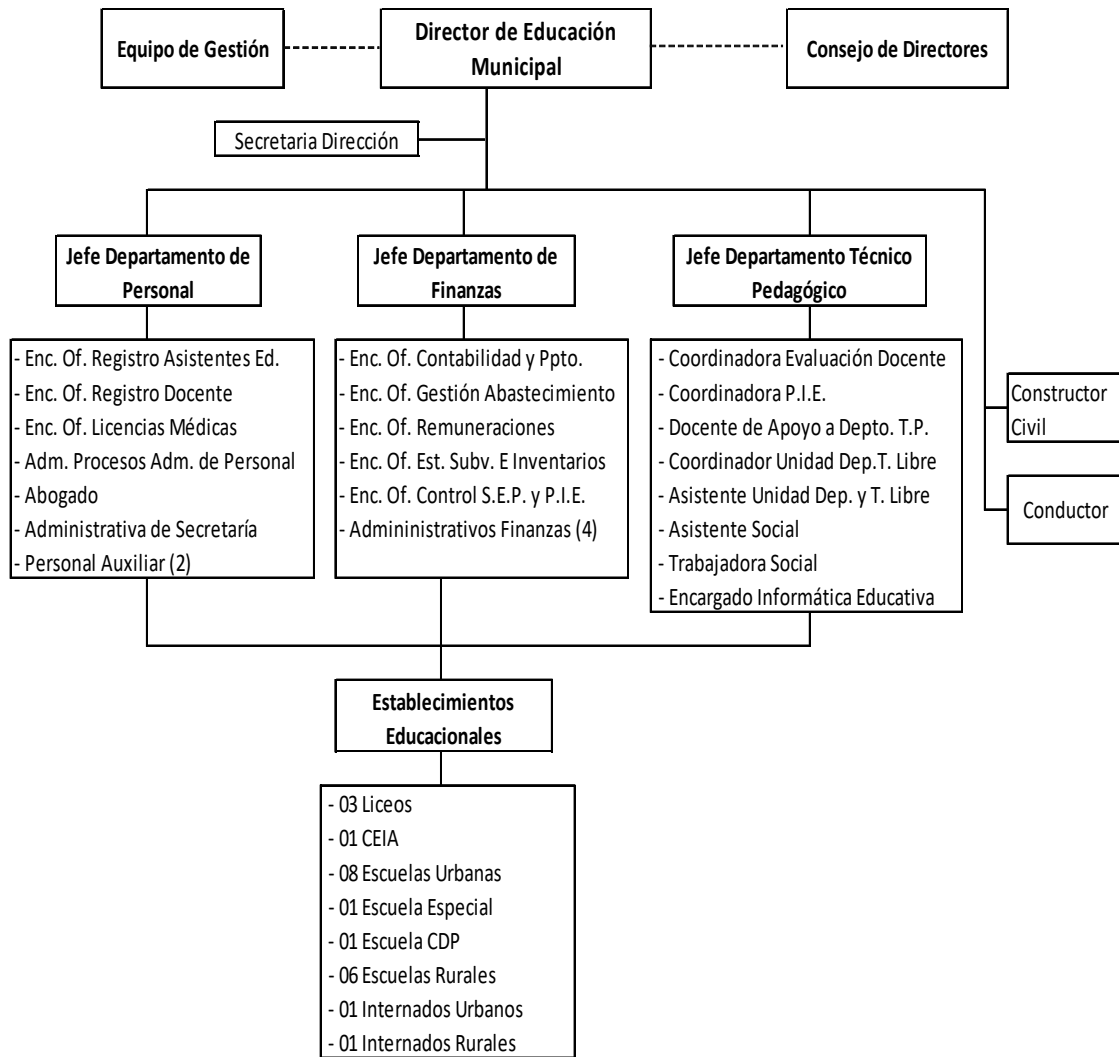 Equipo de Gestión
Director de Educación
Municipal
Consejo de Directores
Secretaria Dirección
Jefe Departamento de
Personal
Jefe Departamento de
Finanzas
Jefe Departamento Técnico
Pedagógico
- Enc. Of. Registro Asistentes Ed.
- Enc. Of. Registro Docente
- Enc. Of. Licencias Médicas
- Adm. Procesos Adm. de Personal
- Abogado
- Administrativa de Secretaría
- Personal Auxiliar (2)
- Enc. Of. Contabilidad y Ppto.
- Enc. Of. Gestión Abastecimiento
- Enc. Of. Remuneraciones
- Enc. Of. Est. Subv. E Inventarios
- Enc. Of. Control S.E.P. y P.I.E.
- Admininistrativos Finanzas (4)
- Coordinadora Evaluación Docente
- Coordinadora P.I.E.
- Docente de Apoyo a Depto. T.P.
- Coordinador Unidad Dep.T. Libre
- Asistente Unidad Dep. y T. Libre
- Asistente Social
- Trabajadora Social
- Encargado Informática Educativa
Constructor
Civil
Conductor
Establecimientos
Educacionales
- 03 Liceos
- 01 CEIA
- 08 Escuelas Urbanas
- 01 Escuela Especial
- 01 Escuela CDP
- 06 Escuelas Rurales
- 01 Internados Urbanos
- 01 Internados Rurales